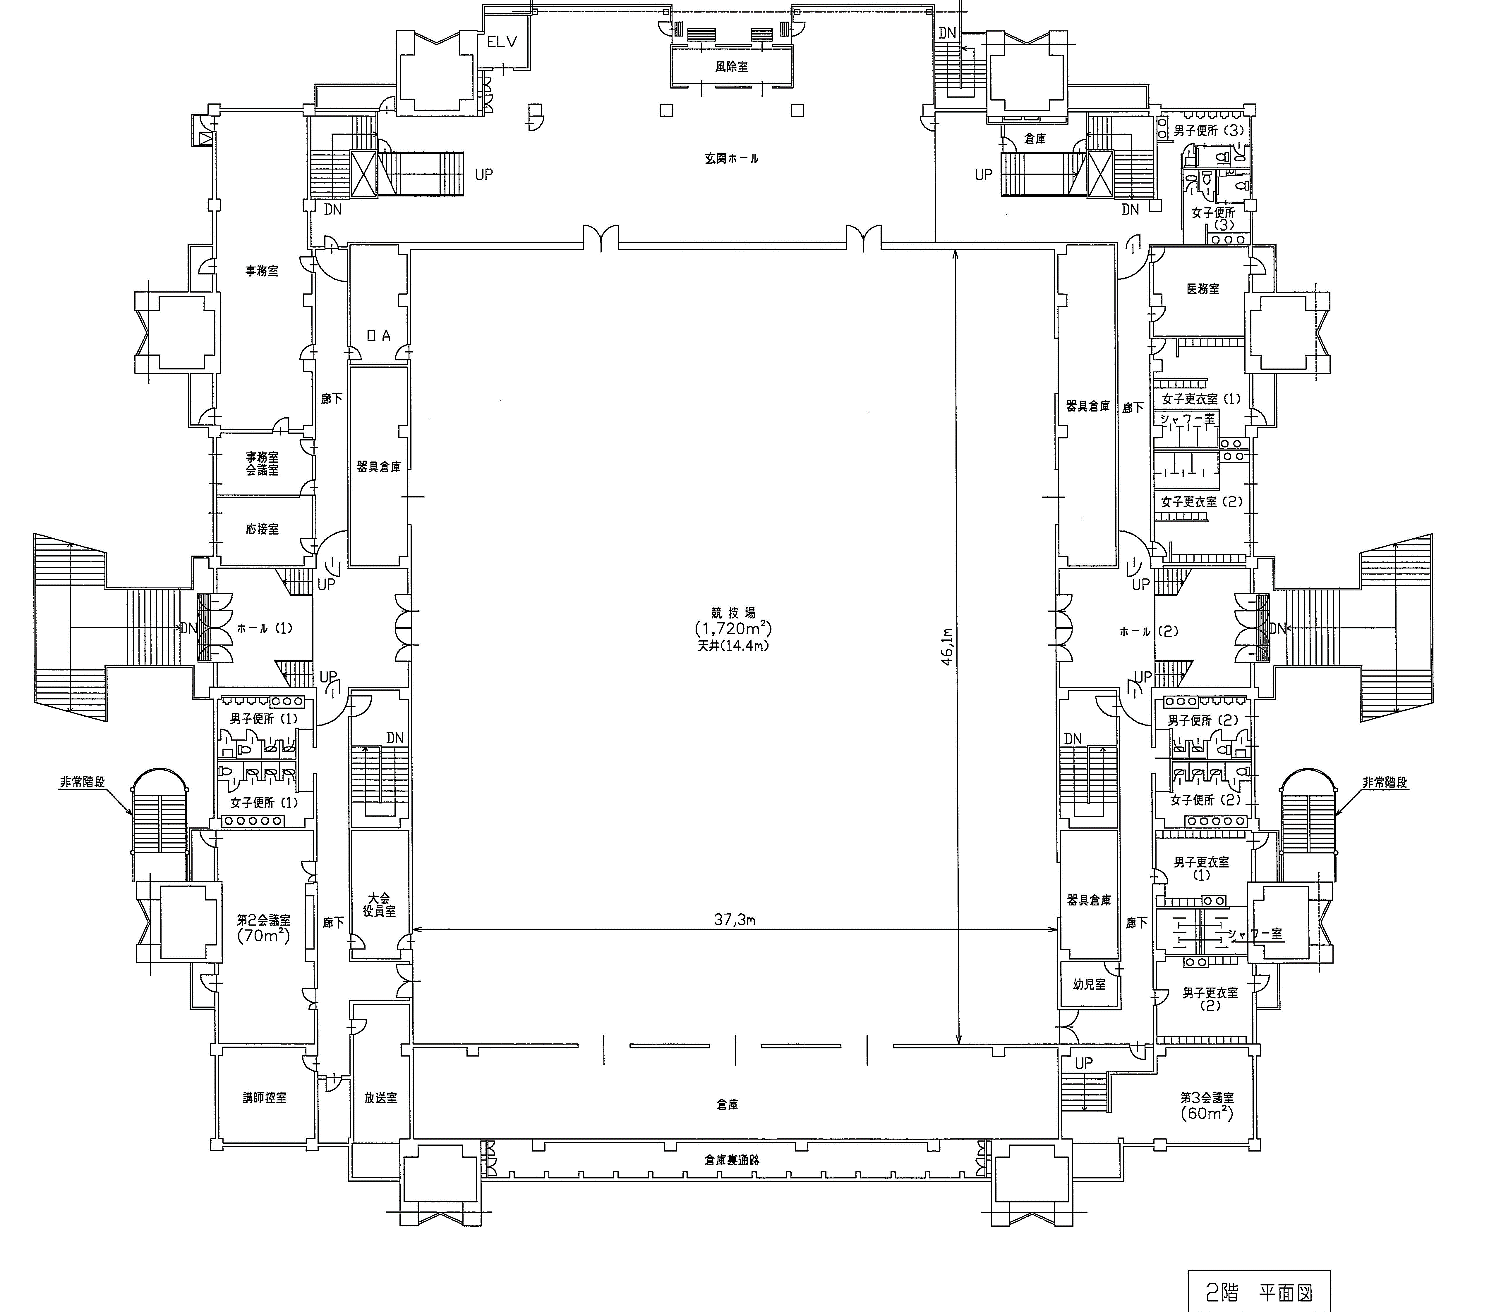 ELV
DN
風除室
男子便所(3)
倉庫
玄関ホール
UP
UP
DN
DN
女子便所
(3)
事務室
医務室
OA
廊下
女子更衣室(1)
器具倉庫
廊下
シャワー室
事務室
会議室
器具倉庫
女子更衣室(2)
応接室
UP
UP
競技場
(1,720m²)
天井(14.4m)
DN
ホール(1)
ホール(2)
DN
46,1m
UP
UP
男子便所(1)
男子便所(2)
DN
DN
非常階段
非常階段
女子便所(1)
女子便所(2)
男子更衣室
(1)
大会
役員室
器具倉庫
第2会議室
(70m²)
廊下
37,3m
廊下
シャワー室
幼児室
男子更衣室
(2)
UP
講師控室
放送室
倉庫
第3会議室
(60m²)
倉庫裏通路
2階 平面図